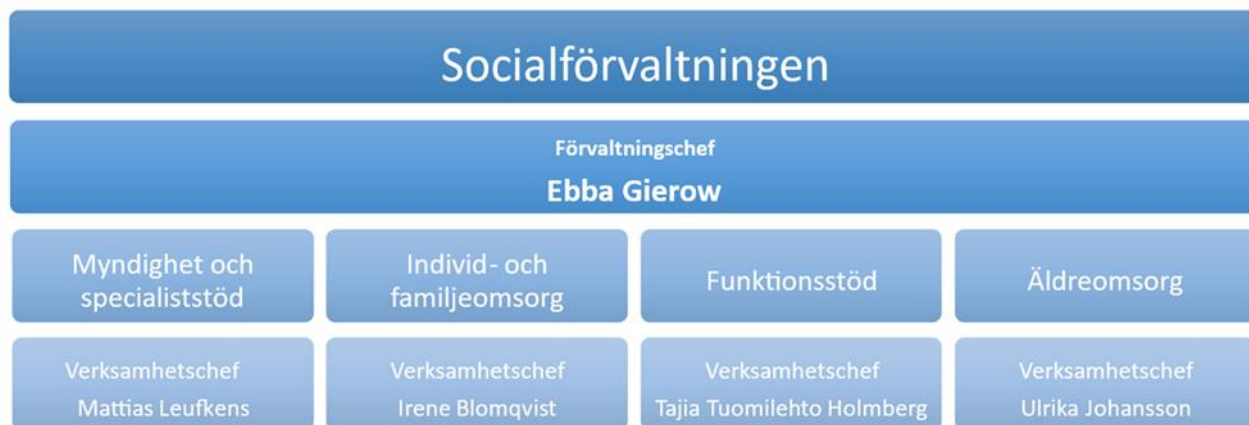 Socialförvaltningen
Förvaltningschef
Ebba Gierow
Myndighet och
specialiststöd
Individ- och
familjeomsorg
Funktionsstöd
Äldreomsorg
Verksamhetschef
Mattias Leufkens
Verksamhetschef
Irene Blomqvist
Verksamhetschef
Tajia Tuomilehto Holmberg
Verksamhetschef
Ulrika Johansson